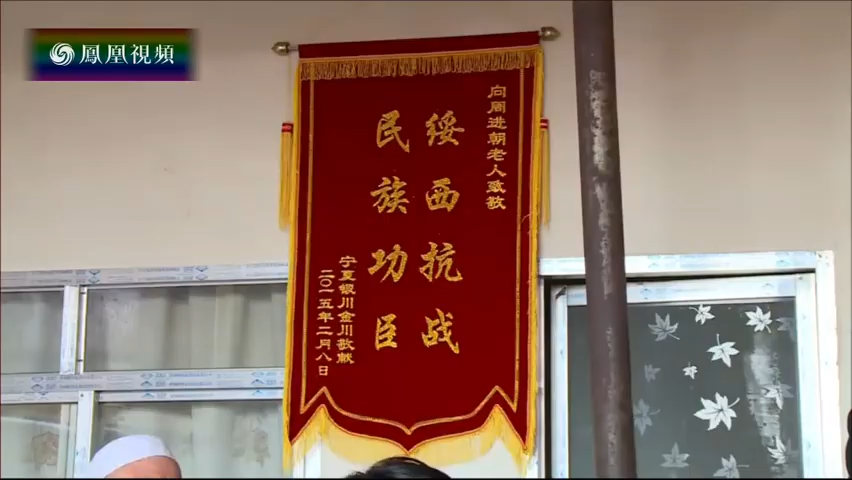 鳳凰視頻
向周进朝老人致敬
绥西抗战
民族功臣
宁夏银川金川敬献
二〇一五年二月八日